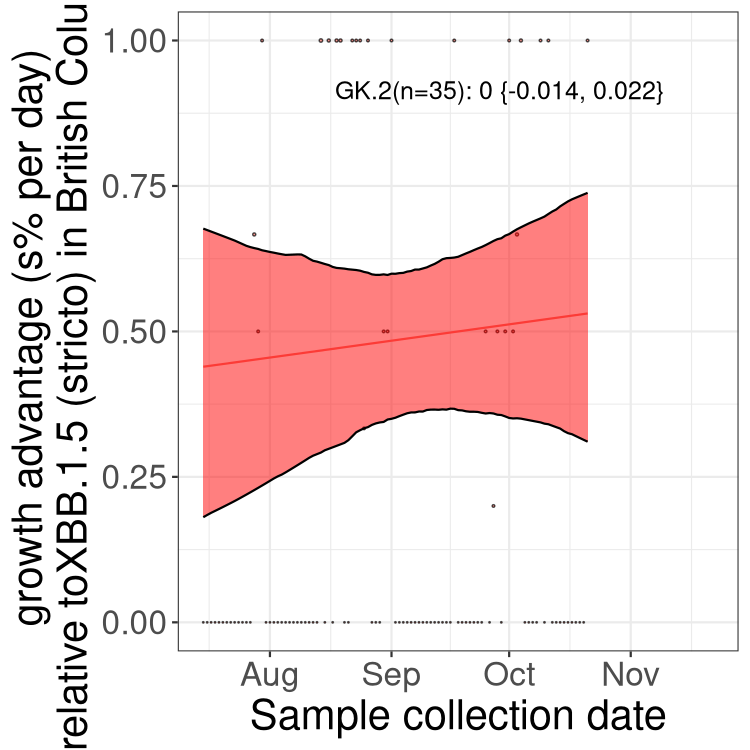 growth advantage (s% per day)
relative toXBB.1.5 (stricto) in British Colu
1.00
0.75
0.50
0.25
0.00
GK.2(n=35): 0 {-0.014, 0.022}
Aug Sep Oct Nov
Sample collection date